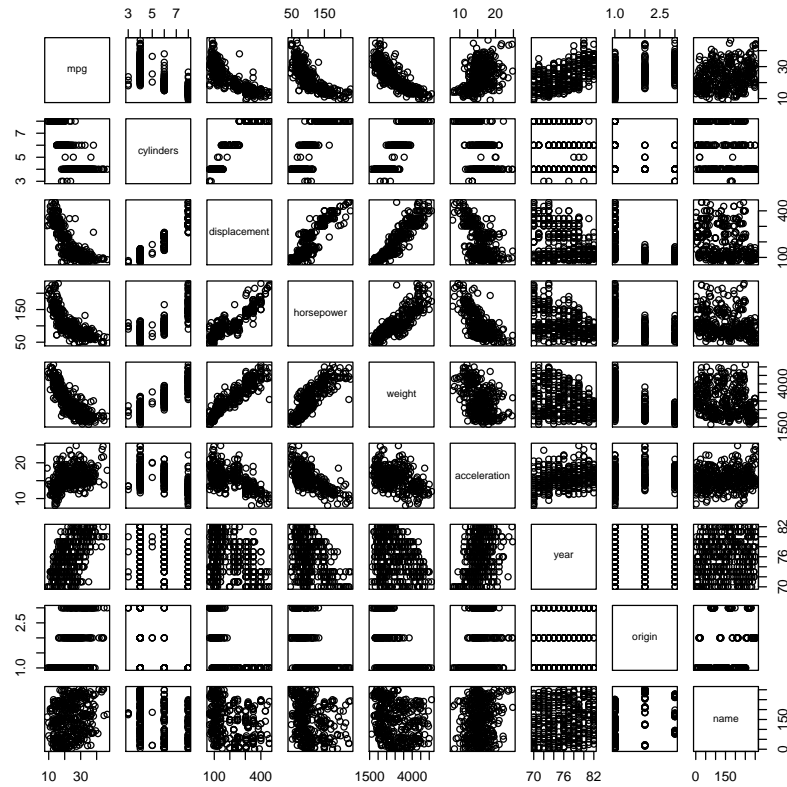 3 5 7 50 150 10 20 1.0 2.5
mpg 10 30
3 5 7 cylinders
displacement 100 400
50 150 horsepower
weight 1500 4000
10 20 acceleration
year 70 76 82
1.0 2.5 origin
name 0 150
10 30 100 400 1500 4000 70 76 82 0 150